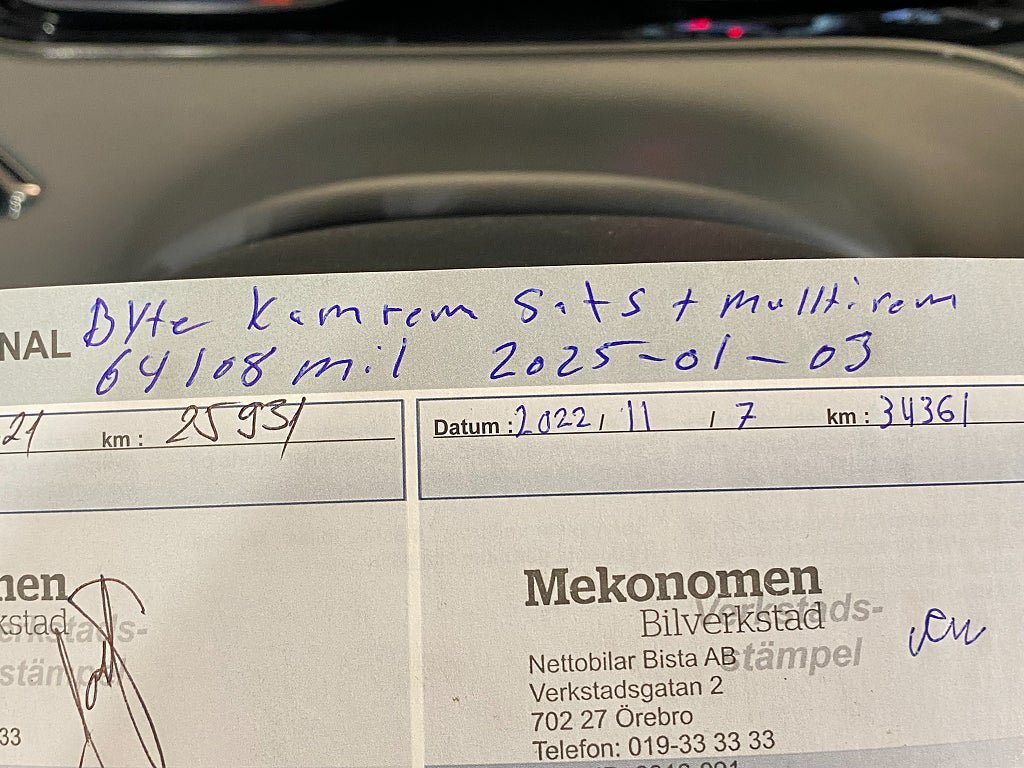 NAL Byte kamrem sats + multirem
64108 mil 2025-01-03
21 km: 25931
Datum: 2022/11/7 km: 34361
nen
kstad
Verkstads-
stämpel
33
Mekonomen
Bilverkstad
Verkstads-
stämpel
Nettobilar Bista AB
Verkstadsgatan 2
702 27 Örebro
Telefon: 019-33 33 33